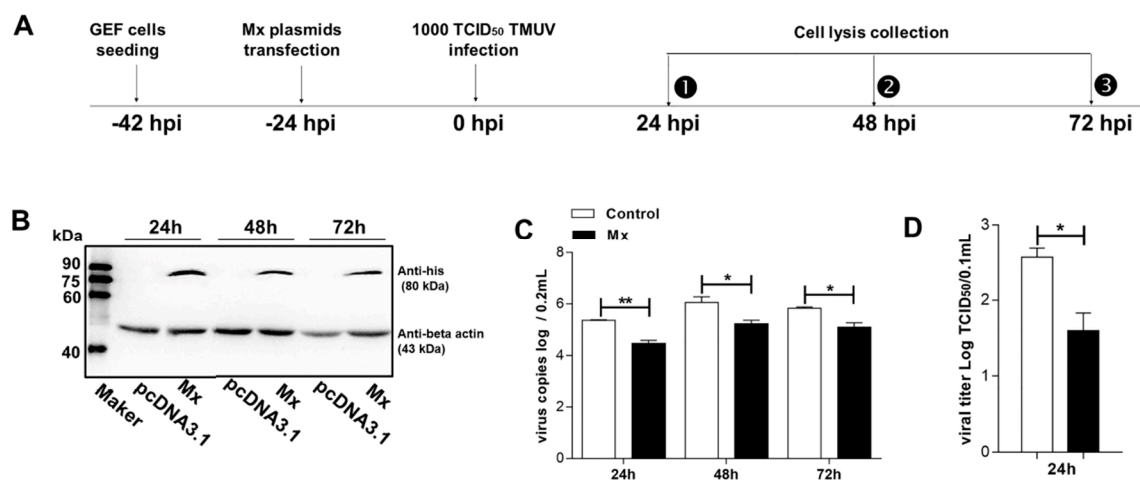 A
GEF cells
seeding
Mx plasmids
transfection
1000 TCID₅₀ TMUV
infection
Cell lysis collection
❶
❷
❸
-42 hpi
-24 hpi
0 hpi
24 hpi
48 hpi
72 hpi
B
24h
48h
72h
kDa
90
75
60
40
Anti-his
(80 kDa)
Anti-beta actin
(43 kDa)
Maker
pcDNA3.1
Mx
pcDNA3.1
Mx
pcDNA3.1
Mx
C
Control
Mx
virus copies log / 0.2mL
8
6
4
2
0
**
*
*
24h
48h
72h
D
viral titer Log TCID₅₀/0.1mL
3
2
1
0
*
24h